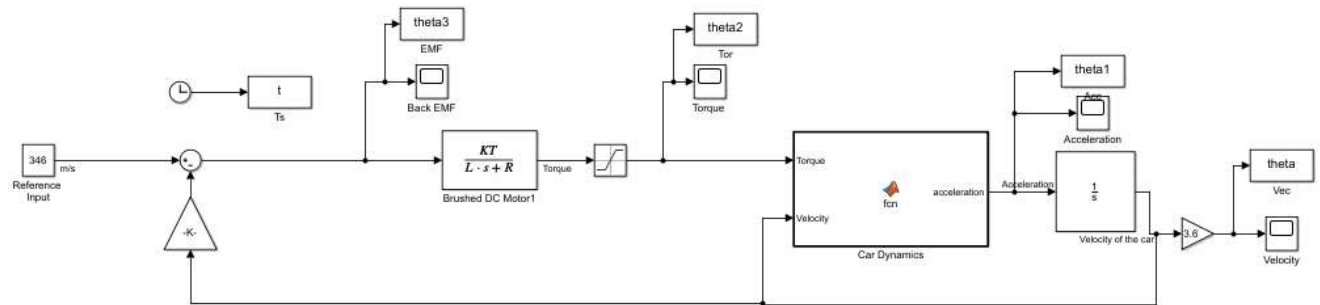 theta3
EMF
Back EMF
theta2
Tor
Torque
theta1
Acc
Acceleration
t
Ts
346
m/s
Reference
Input
+
-
KT
L · s + R
Torque
Brushed DC Motor1
-K-
Torque
Velocity
fcn
acceleration
Car Dynamics
Acceleration
1
s
Velocity of the car
3.6
theta
Vec
Velocity